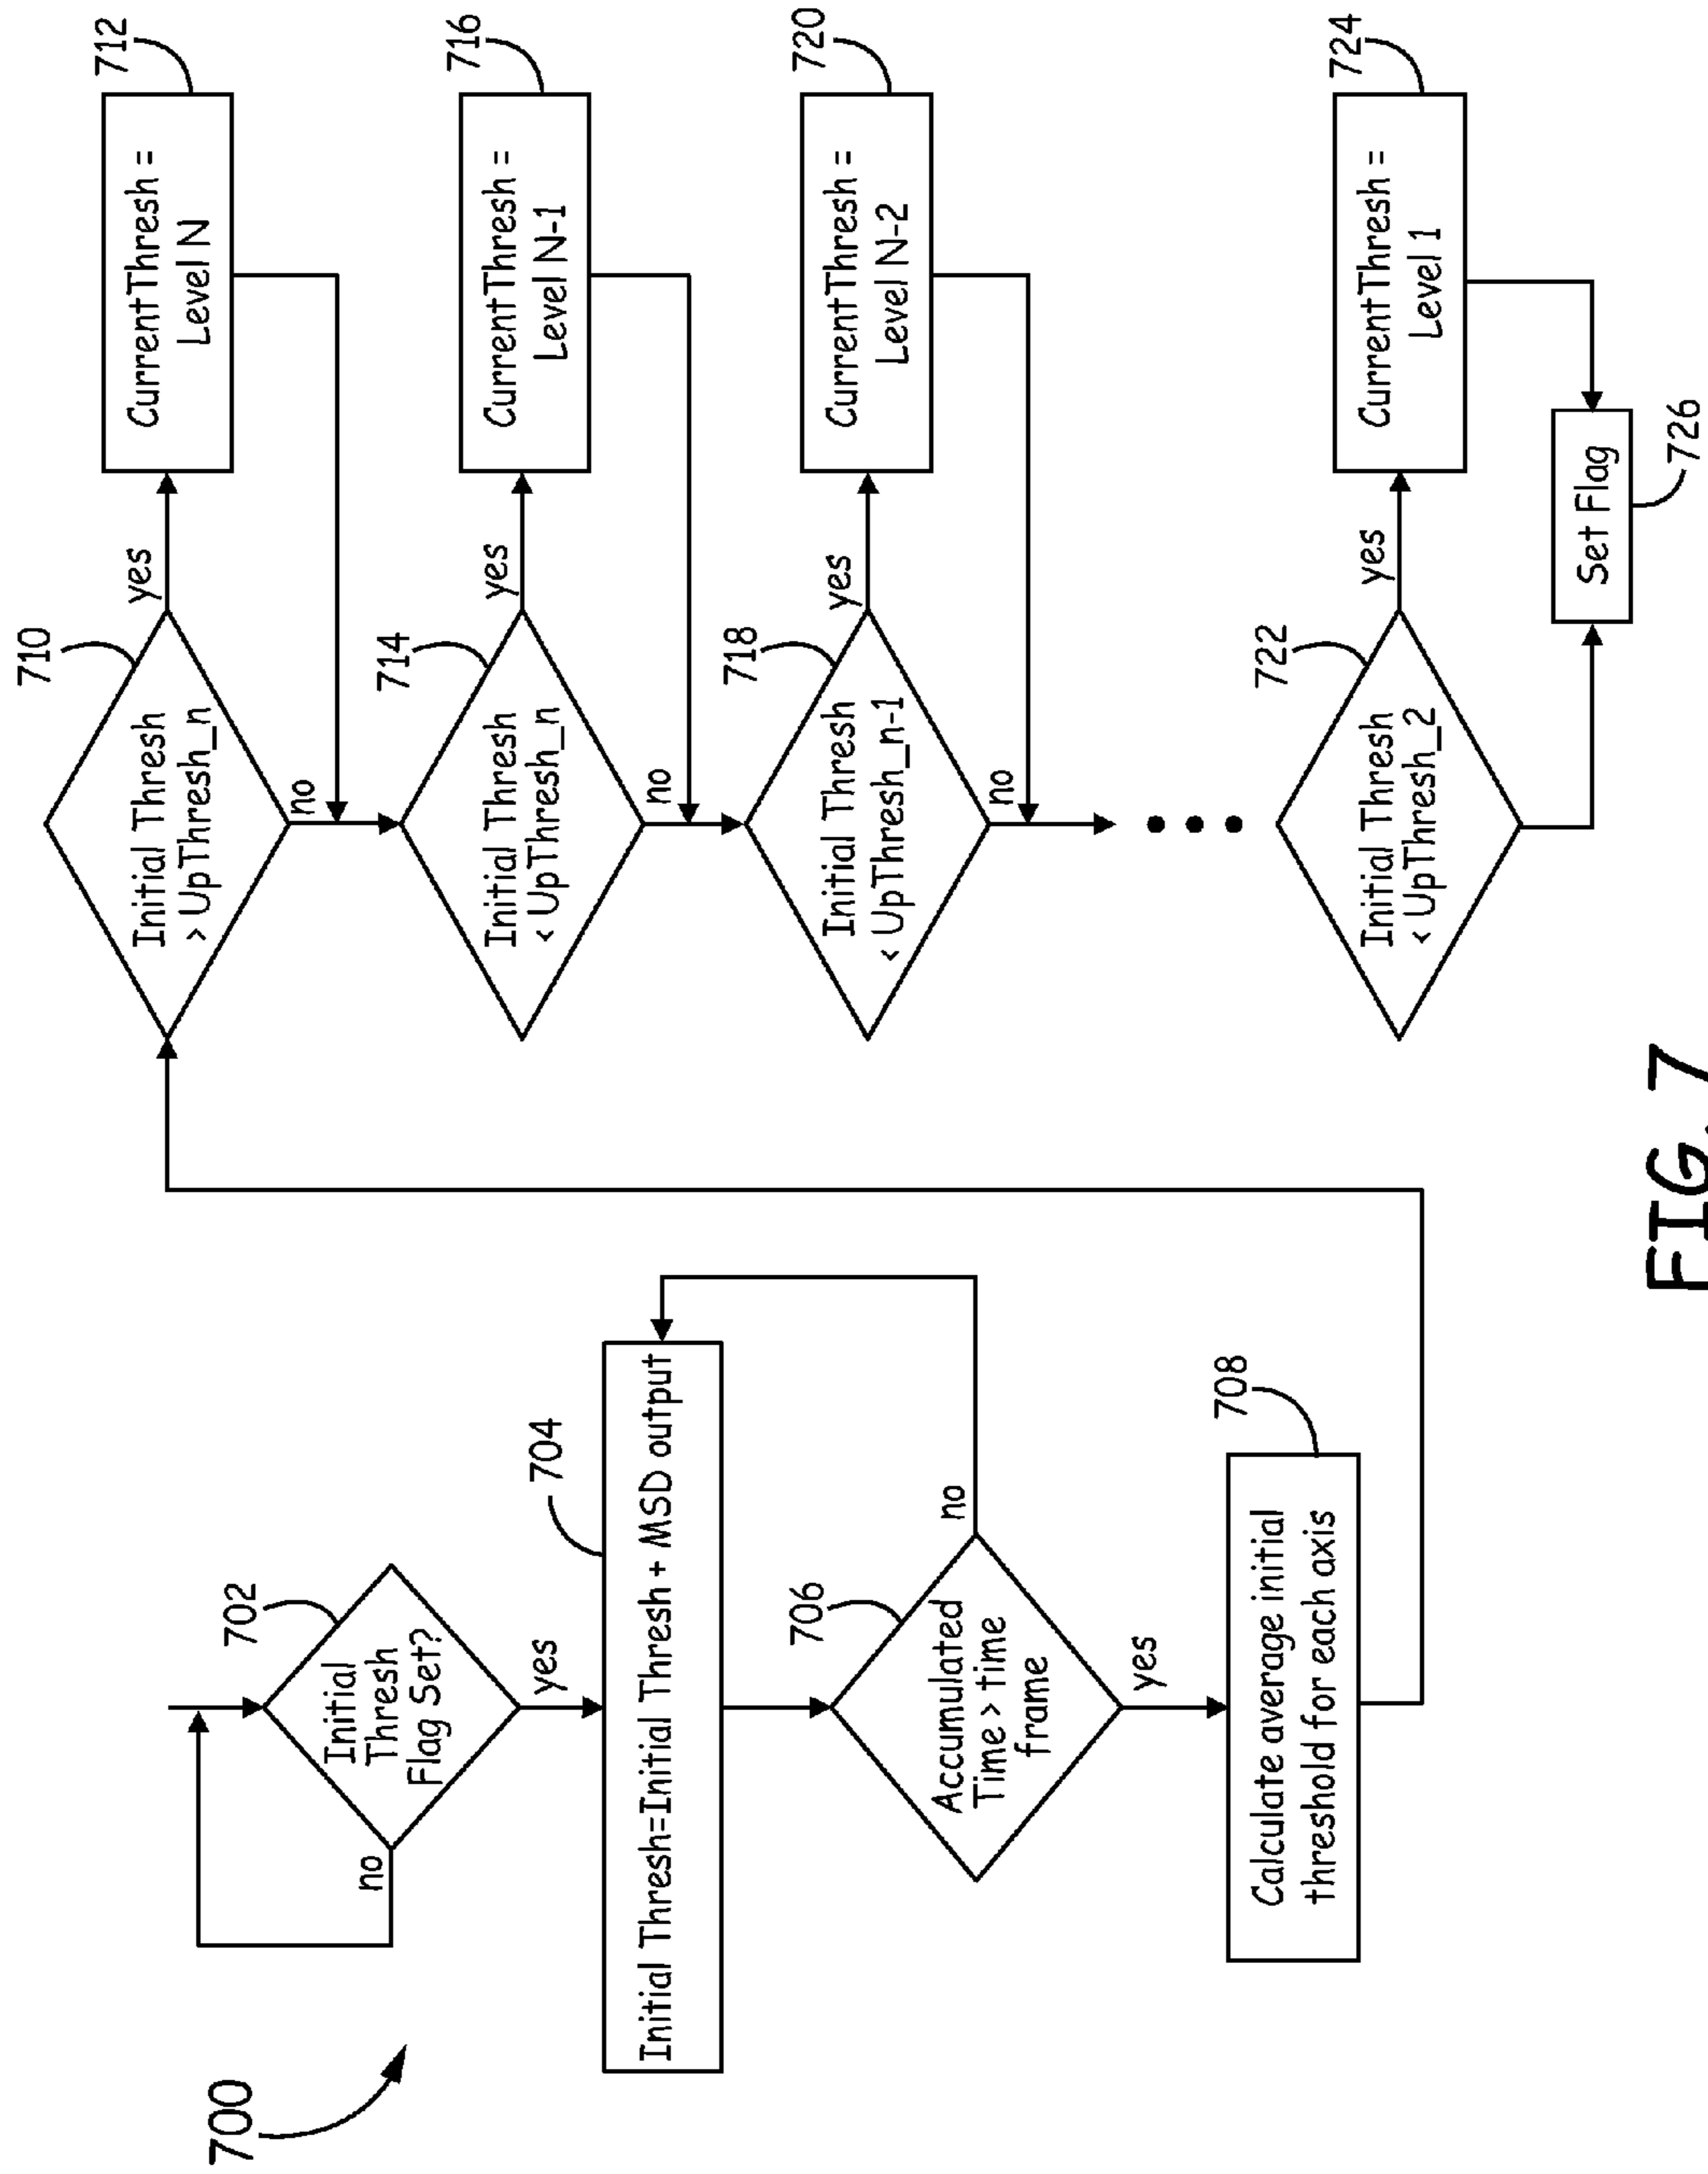 700
702
Initial
Thresh
Flag Set?
no
yes
704
Initial Thresh=Initial Thresh + MSD output
706
Accumulated
Time > time
frame
no
yes
708
Calculate average initial
threshold for each axis
710
Initial Thresh
> UpThresh_n
yes
no
712
CurrentThresh =
Level N
714
Initial Thresh
< UpThresh_n
yes
no
716
CurrentThresh =
Level N-1
718
Initial Thresh
< UpThresh_n-1
yes
no
720
CurrentThresh =
Level N-2
722
Initial Thresh
< UpThresh_2
yes
724
CurrentThresh =
Level 1
Set Flag
726
FIG. 7